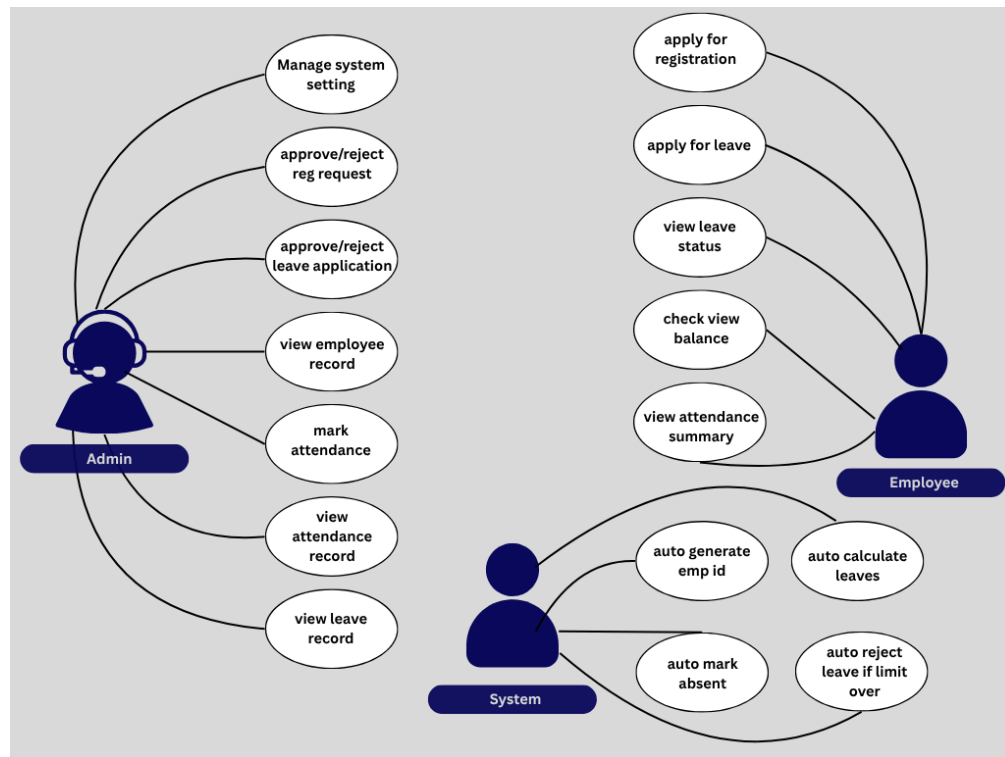 Manage system
setting
approve/reject
reg request
approve/reject
leave application
view employee
record
mark
attendance
view
attendance
record
view leave
record
Admin
apply for
registration
apply for leave
view leave
status
check view
balance
view attendance
summary
Employee
auto generate
emp id
auto calculate
leaves
auto mark
absent
auto reject
leave if limit
over
System